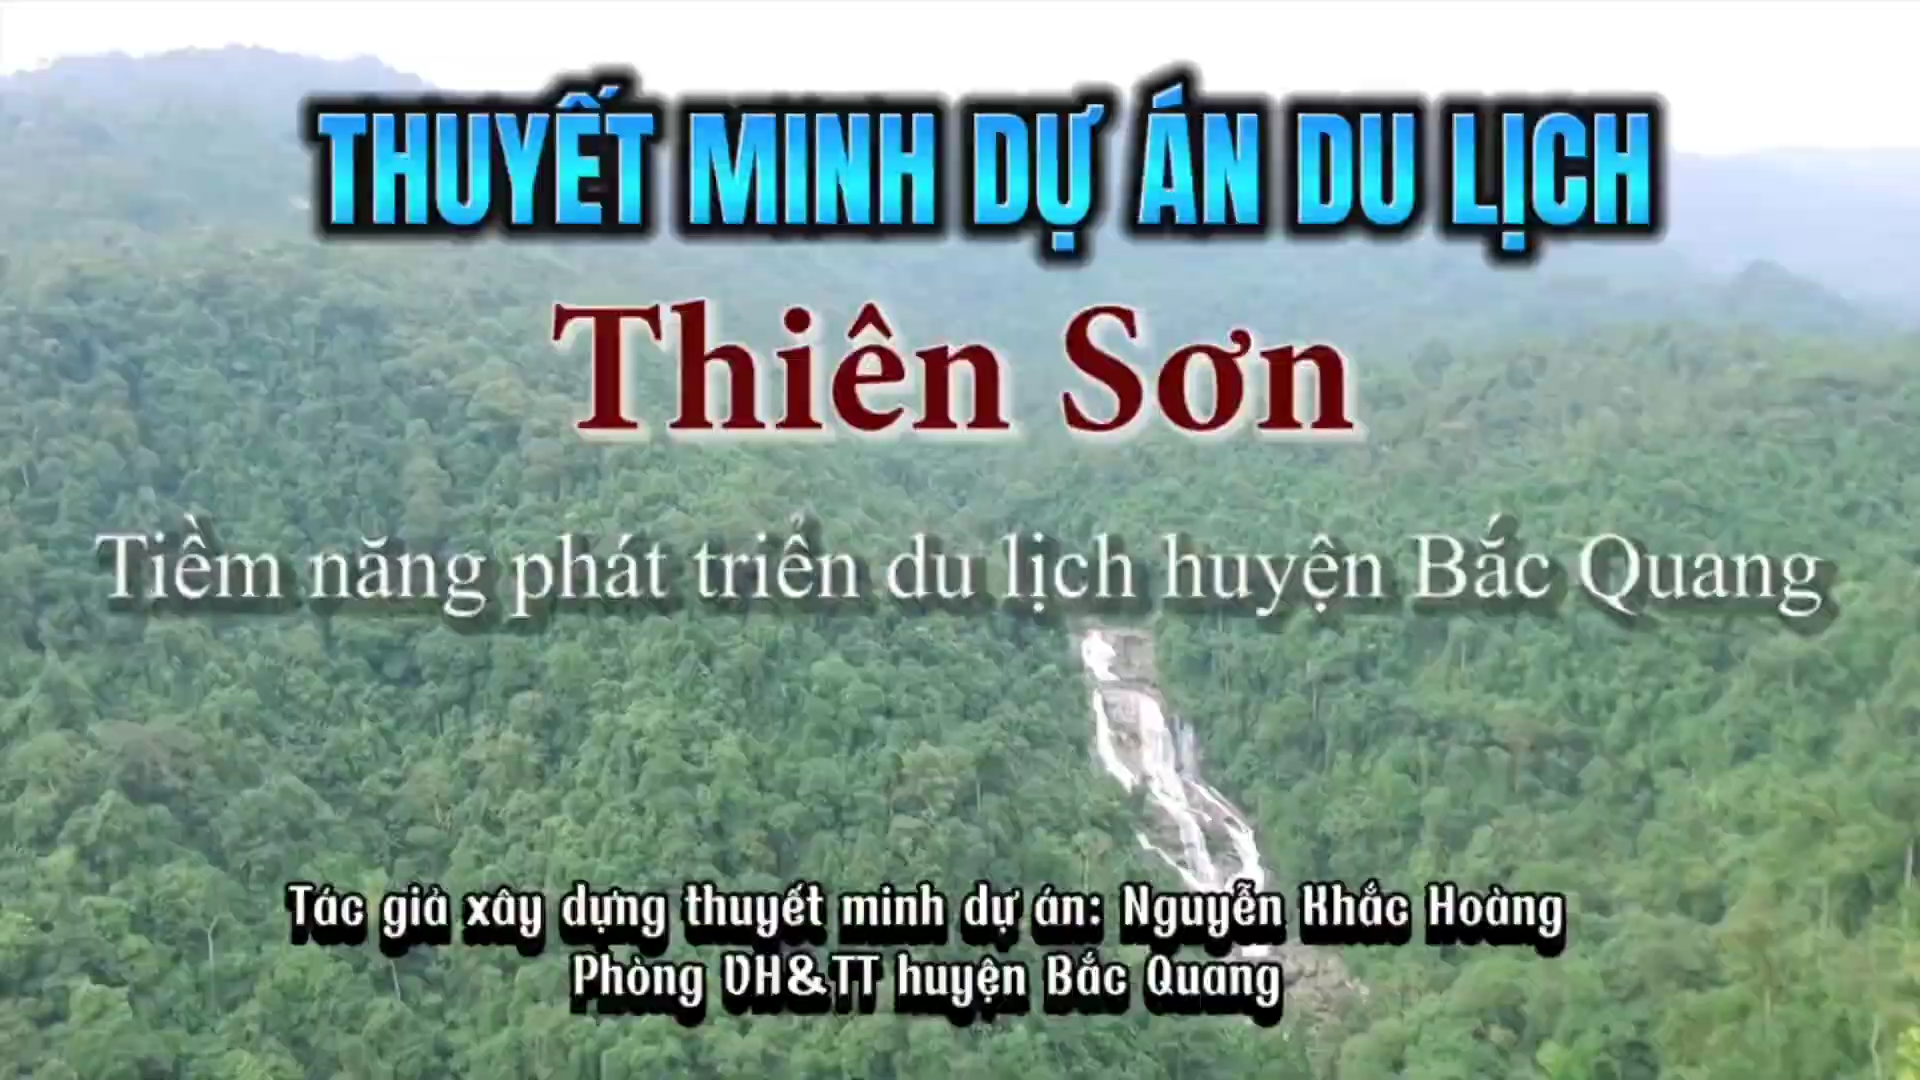 THUYẾT MINH DỰ ÁN DU LỊCH
Thiên Sơn
Tiềm năng phát triển du lịch huyện Bắc Quang
Tác giả xây dựng thuyết minh dự án: Nguyễn Khắc Hoàng
Phòng VH&TT huyện Bắc Quang